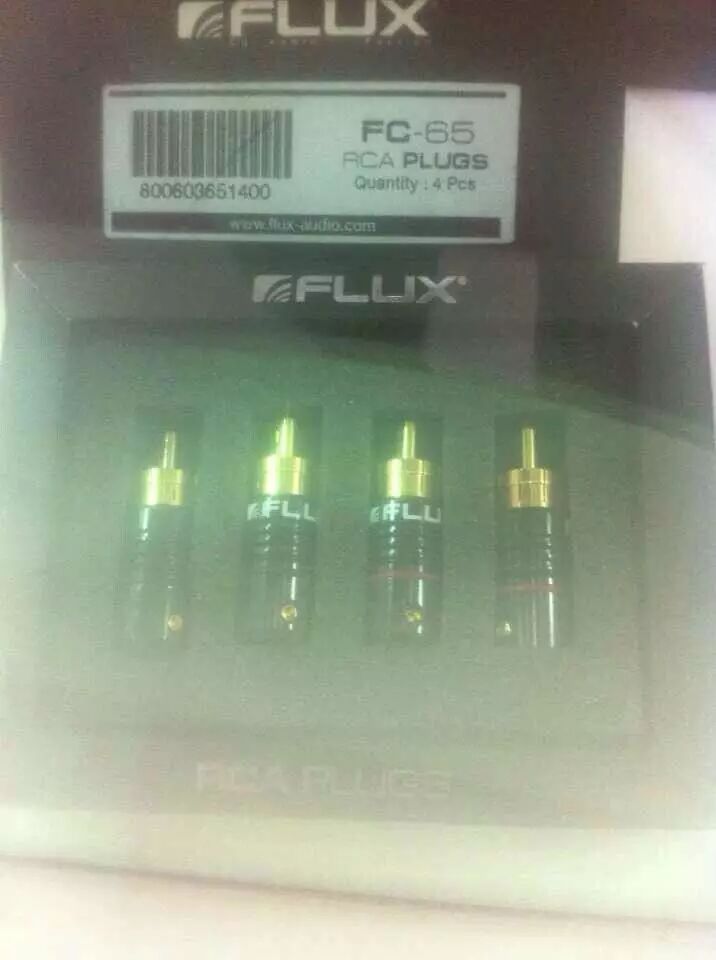 FLUX
FC-65
RCA PLUGS
Quantity : 4 Pcs
800603651400
www.flux-audio.com
FLUX®
FLU
FLU
RCA PLUGS